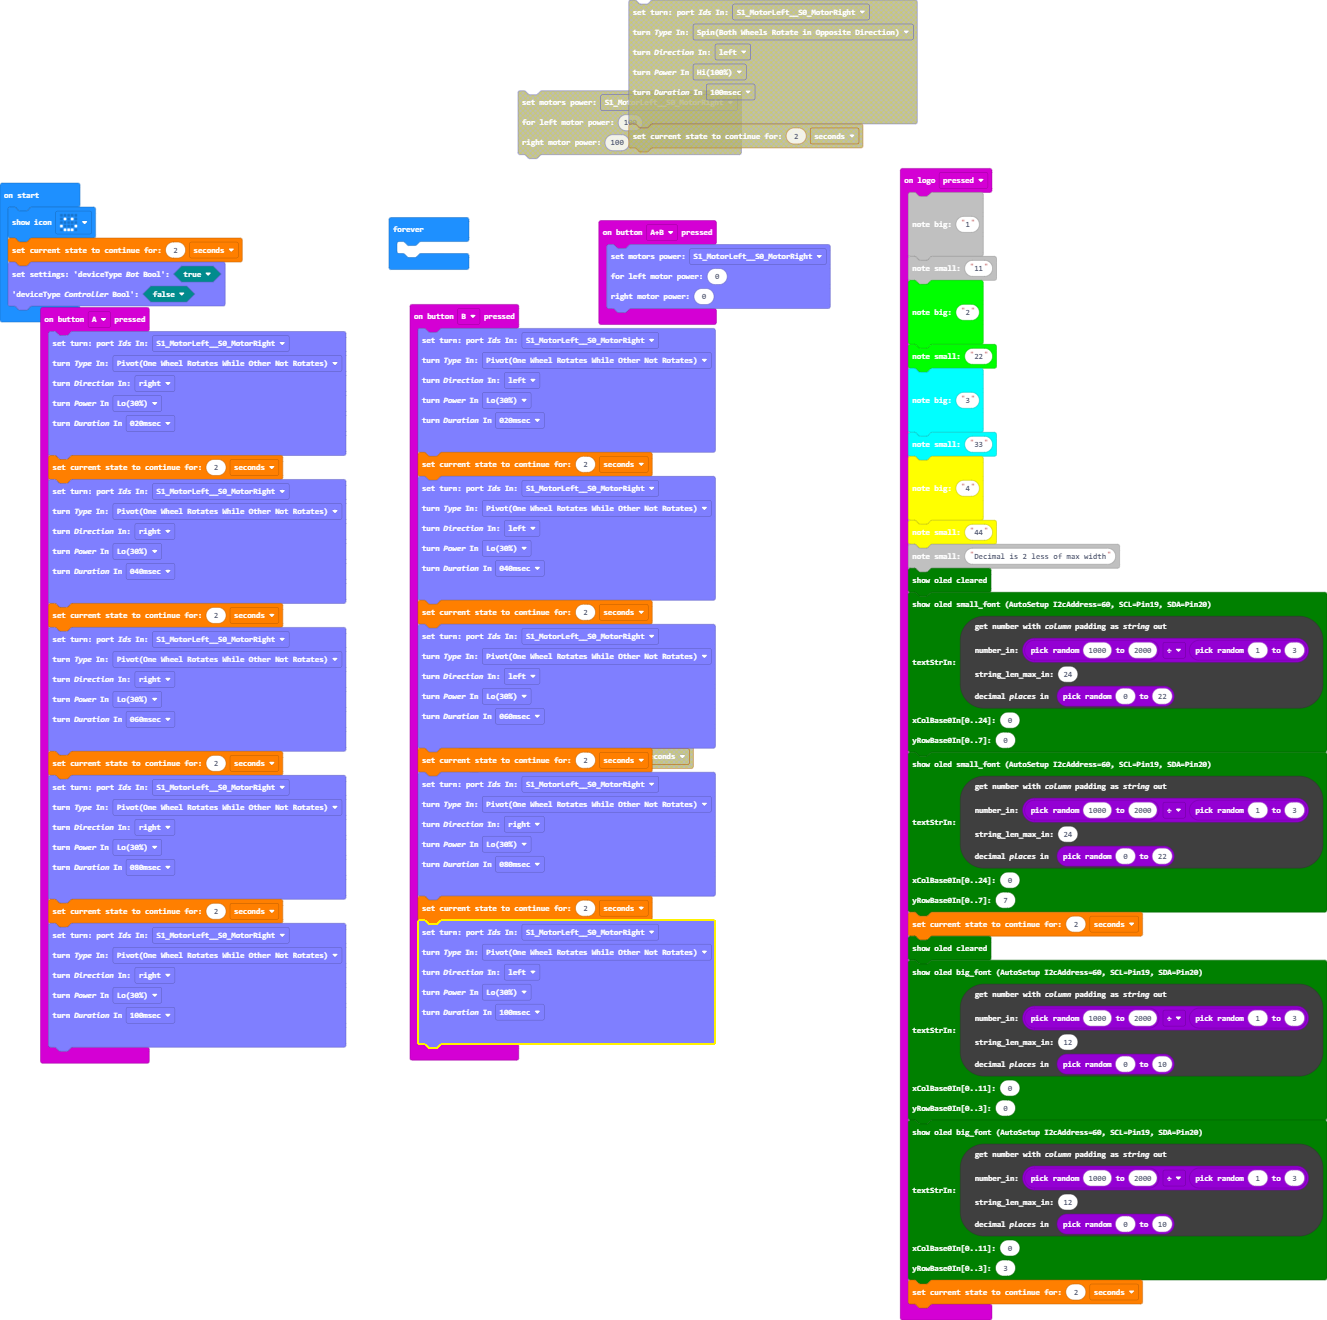 set turn: port Ids In: S1_MotorLeft__S0_MotorRight
turn Type In: Spin(Both Wheels Rotate in Opposite Direction)
turn Direction In: left
turn Power In Hi(100%)
turn Duration In 100msec
set current state to continue for: 2 seconds
set motors power:
for left motor power:
right motor power: 100
on start
show icon
set current state to continue for: 2 seconds
set settings: 'deviceType Bot Bool': true
'deviceType Controller Bool': false
forever
on button A+B pressed
set motors power: S1_MotorLeft__S0_MotorRight
for left motor power: 0
right motor power: 0
on button A pressed
set turn: port Ids In: S1_MotorLeft__S0_MotorRight
turn Type In: Pivot(One Wheel Rotates While Other Not Rotates)
turn Direction In: right
turn Power In Lo(30%)
turn Duration In 020msec
set current state to continue for: 2 seconds
set turn: port Ids In: S1_MotorLeft__S0_MotorRight
turn Type In: Pivot(One Wheel Rotates While Other Not Rotates)
turn Direction In: right
turn Power In Lo(30%)
turn Duration In 040msec
set current state to continue for: 2 seconds
set turn: port Ids In: S1_MotorLeft__S0_MotorRight
turn Type In: Pivot(One Wheel Rotates While Other Not Rotates)
turn Direction In: right
turn Power In Lo(30%)
turn Duration In 060msec
set current state to continue for: 2 seconds
set turn: port Ids In: S1_MotorLeft__S0_MotorRight
turn Type In: Pivot(One Wheel Rotates While Other Not Rotates)
turn Direction In: right
turn Power In Lo(30%)
turn Duration In 080msec
set current state to continue for: 2 seconds
set turn: port Ids In: S1_MotorLeft__S0_MotorRight
turn Type In: Pivot(One Wheel Rotates While Other Not Rotates)
turn Direction In: right
turn Power In Lo(30%)
turn Duration In 100msec
on button B pressed
set turn: port Ids In: S1_MotorLeft__S0_MotorRight
turn Type In: Pivot(One Wheel Rotates While Other Not Rotates)
turn Direction In: left
turn Power In Lo(30%)
turn Duration In 020msec
set current state to continue for: 2 seconds
set turn: port Ids In: S1_MotorLeft__S0_MotorRight
turn Type In: Pivot(One Wheel Rotates While Other Not Rotates)
turn Direction In: left
turn Power In Lo(30%)
turn Duration In 040msec
set current state to continue for: 2 seconds
set turn: port Ids In: S1_MotorLeft__S0_MotorRight
turn Type In: Pivot(One Wheel Rotates While Other Not Rotates)
turn Direction In: left
turn Power In Lo(30%)
turn Duration In 060msec
set current state to continue for: 2 seconds conds
set turn: port Ids In: S1_MotorLeft__S0_MotorRight
turn Type In: Pivot(One Wheel Rotates While Other Not Rotates)
turn Direction In: right
turn Power In Lo(30%)
turn Duration In 080msec
set current state to continue for: 2 seconds
set turn: port Ids In: S1_MotorLeft__S0_MotorRight
turn Type In: Pivot(One Wheel Rotates While Other Not Rotates)
turn Direction In: left
turn Power In Lo(30%)
turn Duration In 100msec
on logo pressed
note big: "1"
note small: "11"
note big: "2"
note small: "22"
note big: "3"
note small: "33"
note big: "4"
note small: "44"
note small: "Decimal is 2 less of max width"
show oled cleared
show oled small_font (AutoSetup I2cAddress=60, SCL=Pin19, SDA=Pin20)
get number with column padding as string out
number_in: pick random 1000 to 2000 ÷ pick random 1 to 3
textStrIn:
string_len_max_in: 24
decimal places in pick random 0 to 22
xColBase0In[0..24]: 0
yRowBase0In[0..7]: 0
show oled small_font (AutoSetup I2cAddress=60, SCL=Pin19, SDA=Pin20)
get number with column padding as string out
number_in: pick random 1000 to 2000 ÷ pick random 1 to 3
textStrIn:
string_len_max_in: 24
decimal places in pick random 0 to 22
xColBase0In[0..24]: 0
yRowBase0In[0..7]: 7
set current state to continue for: 2 seconds
show oled cleared
show oled big_font (AutoSetup I2cAddress=60, SCL=Pin19, SDA=Pin20)
get number with column padding as string out
number_in: pick random 1000 to 2000 ÷ pick random 1 to 3
textStrIn:
string_len_max_in: 12
decimal places in pick random 0 to 10
xColBase0In[0..11]: 0
yRowBase0In[0..3]: 0
show oled big_font (AutoSetup I2cAddress=60, SCL=Pin19, SDA=Pin20)
get number with column padding as string out
number_in: pick random 1000 to 2000 ÷ pick random 1 to 3
textStrIn:
string_len_max_in: 12
decimal places in pick random 0 to 10
xColBase0In[0..11]: 0
yRowBase0In[0..3]: 3
set current state to continue for: 2 seconds